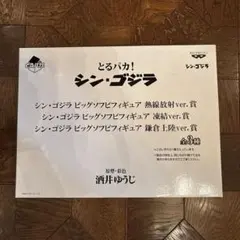 とるパカ!
シン・ゴジラ
シン・ゴジラ
シン・ゴジラ ビッグソフビフィギュア 熱線放射ver.賞
シン・ゴジラ ビッグソフビフィギュア 凍結ver.賞
シン・ゴジラ ビッグソフビフィギュア 鎌倉上陸ver.賞
全3種
原型・彩色
酒井ゆうじ